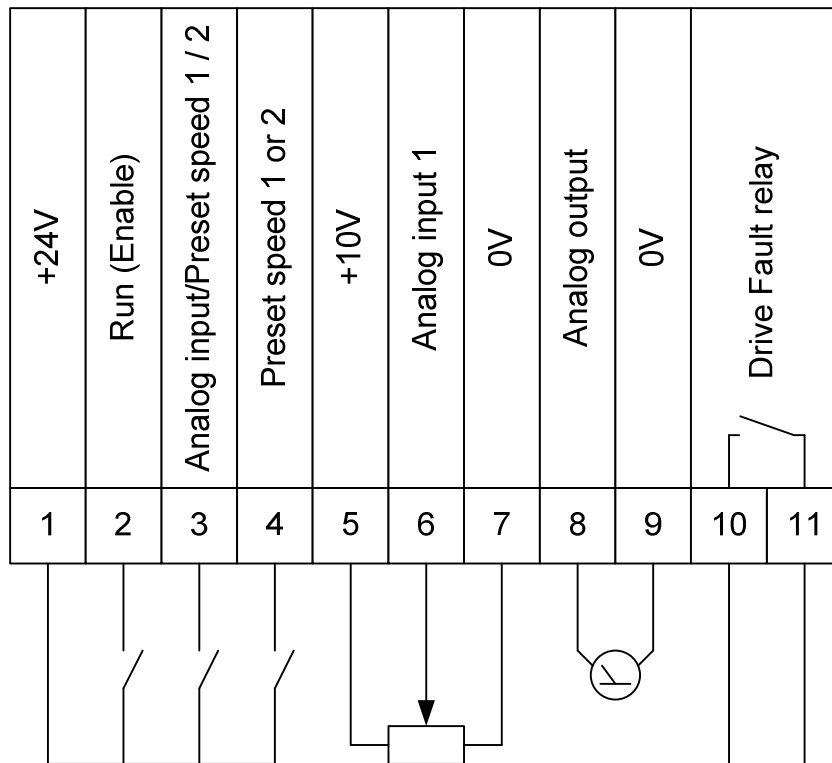 +24V
Run (Enable)
Analog input/Preset speed 1 / 2
Preset speed 1 or 2
+10V
Analog input 1
0V
Analog output
0V
Drive Fault relay
1 2 3 4 5 6 7 8 9 10 11